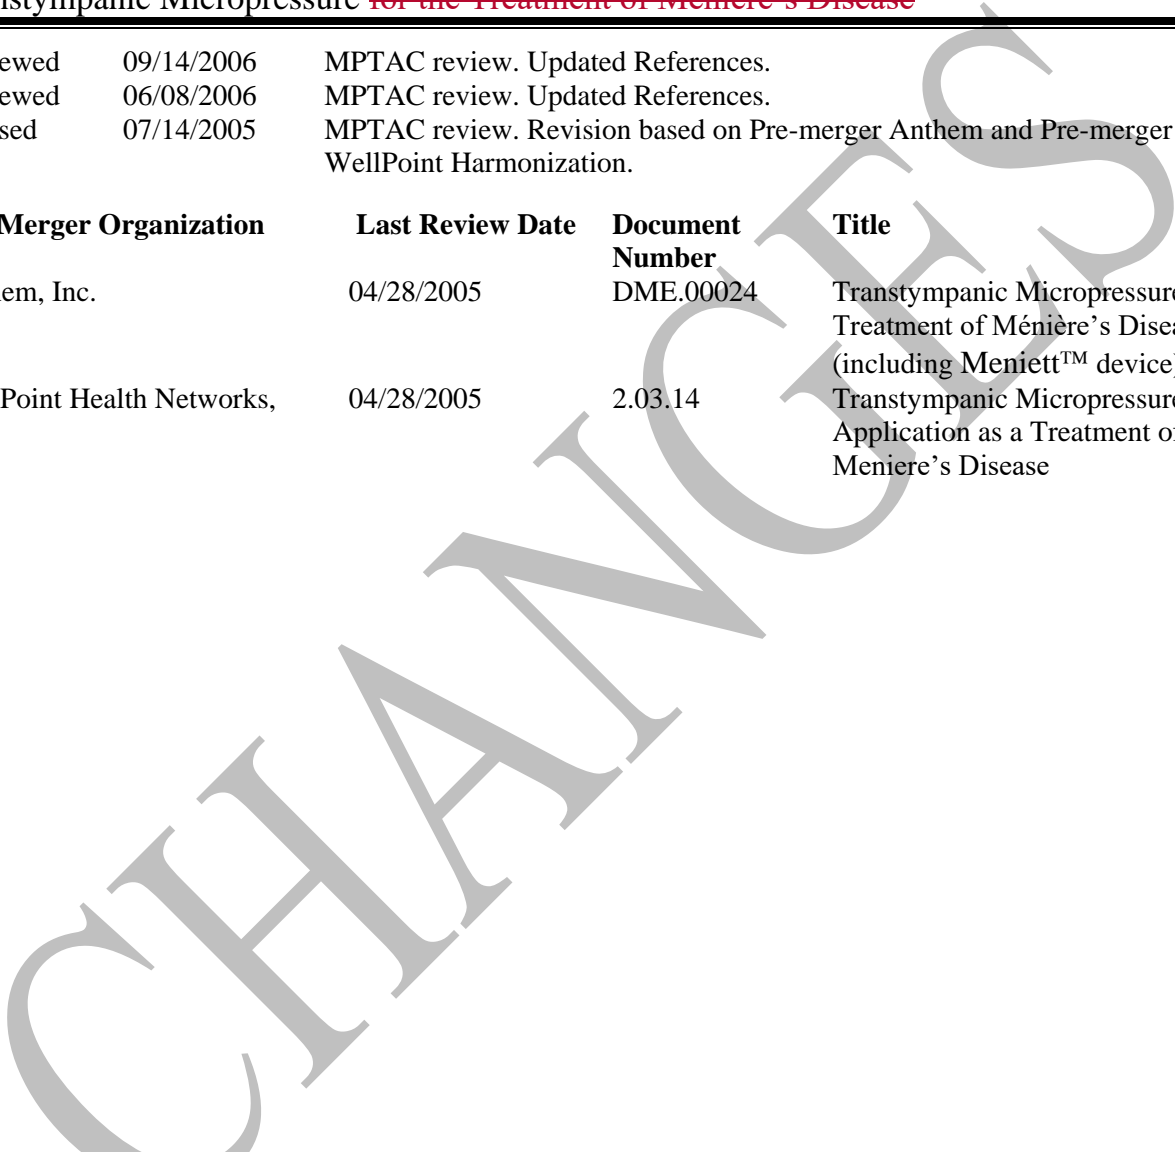 nstympanic Micropressure for the Treatment of Ménière's Disease
ewed 09/14/2006 MPTAC review. Updated References.
ewed 06/08/2006 MPTAC review. Updated References.
sed 07/14/2005 MPTAC review. Revision based on Pre-merger Anthem and Pre-merger
WellPoint Harmonization.
Merger Organization Last Review Date Document Title
Number
em, Inc. 04/28/2005 DME.00024 Transtympanic Micropressure
Treatment of Ménière's Disea
(including Meniett™ device)
Point Health Networks, 04/28/2005 2.03.14 Transtympanic Micropressure
Application as a Treatment of
Meniere's Disease
CHANGES